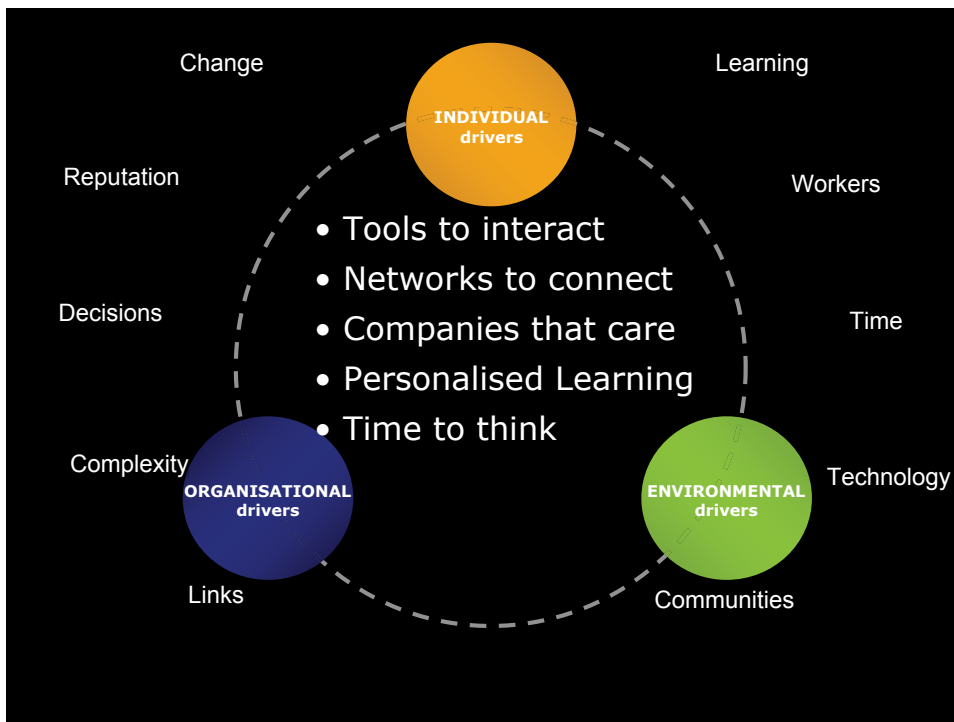 Change
Learning
INDIVIDUAL
drivers
Reputation
Workers
• Tools to interact
• Networks to connect
• Companies that care
• Personalised Learning
• Time to think
Decisions
Time
Complexity
Technology
ORGANISATIONAL
drivers
ENVIRONMENTAL
drivers
Links
Communities